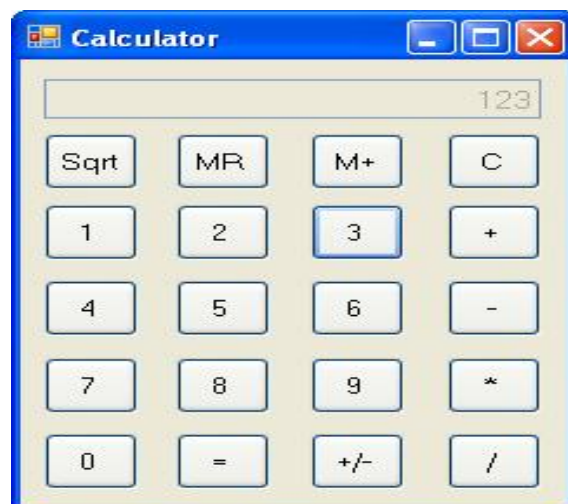 Calculator
123
Sqrt MR M+ C
1 2 3 +
4 5 6 -
7 8 9 *
0 = +/- /